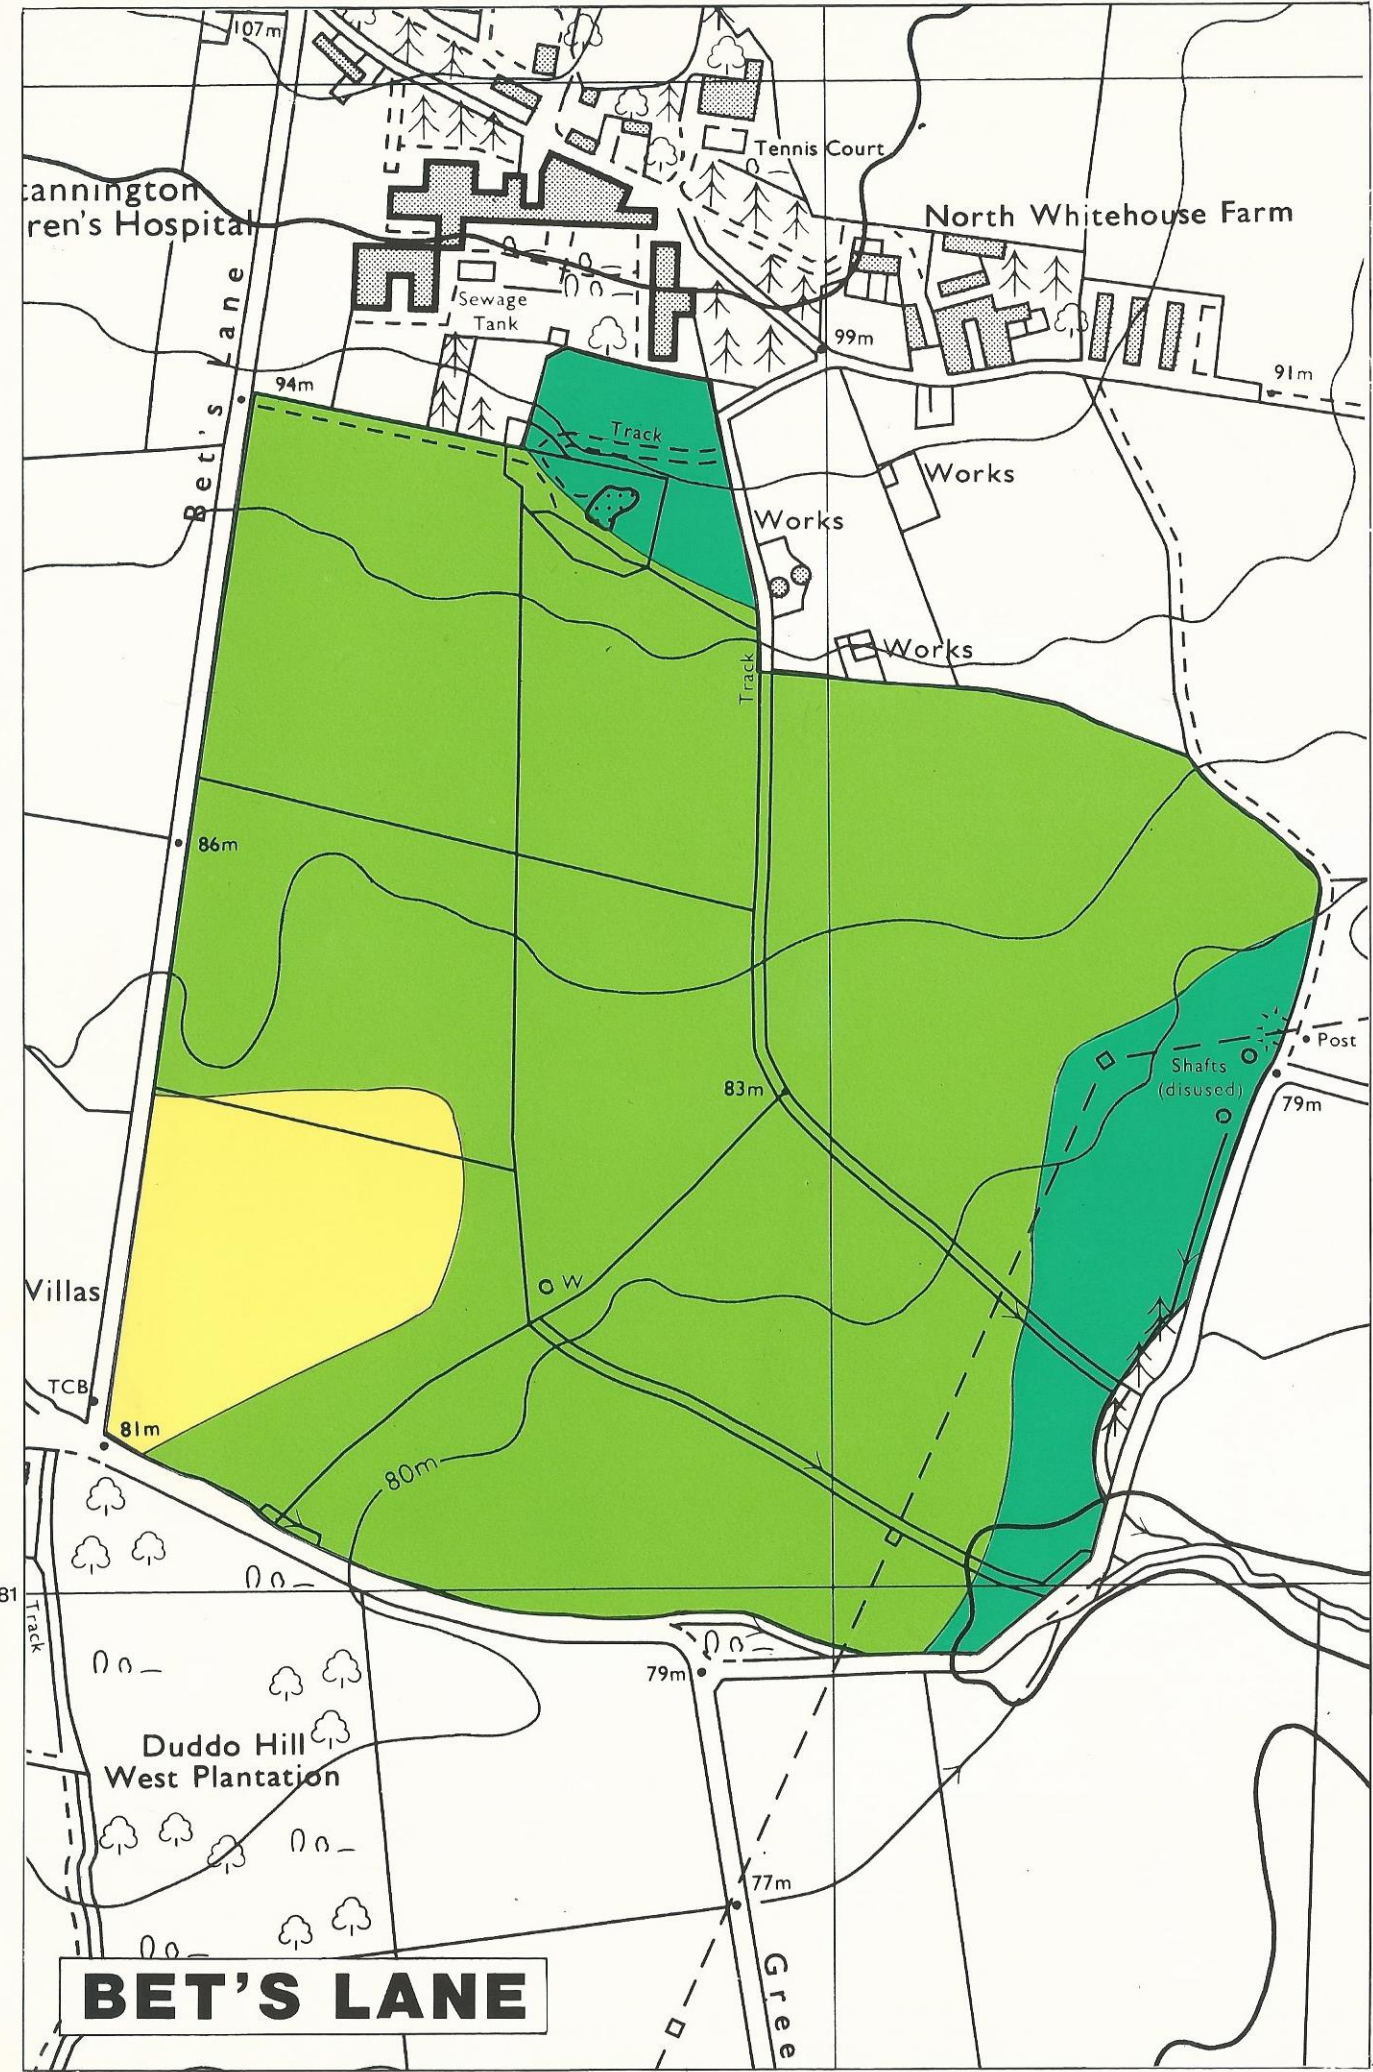 107m
Tennis Court
tannington
ren's Hospital
North Whitehouse Farm
Sewage
Tank
99m
91m
94m
Bet's Lane
Track
Works
Works
Works
Track
86m
Post
Shafts
(disused)
83m
79m
W
Villas
TCB
81m
80m
81
Track
79m
Duddo Hill
West Plantation
77m
Gree
BET'S LANE